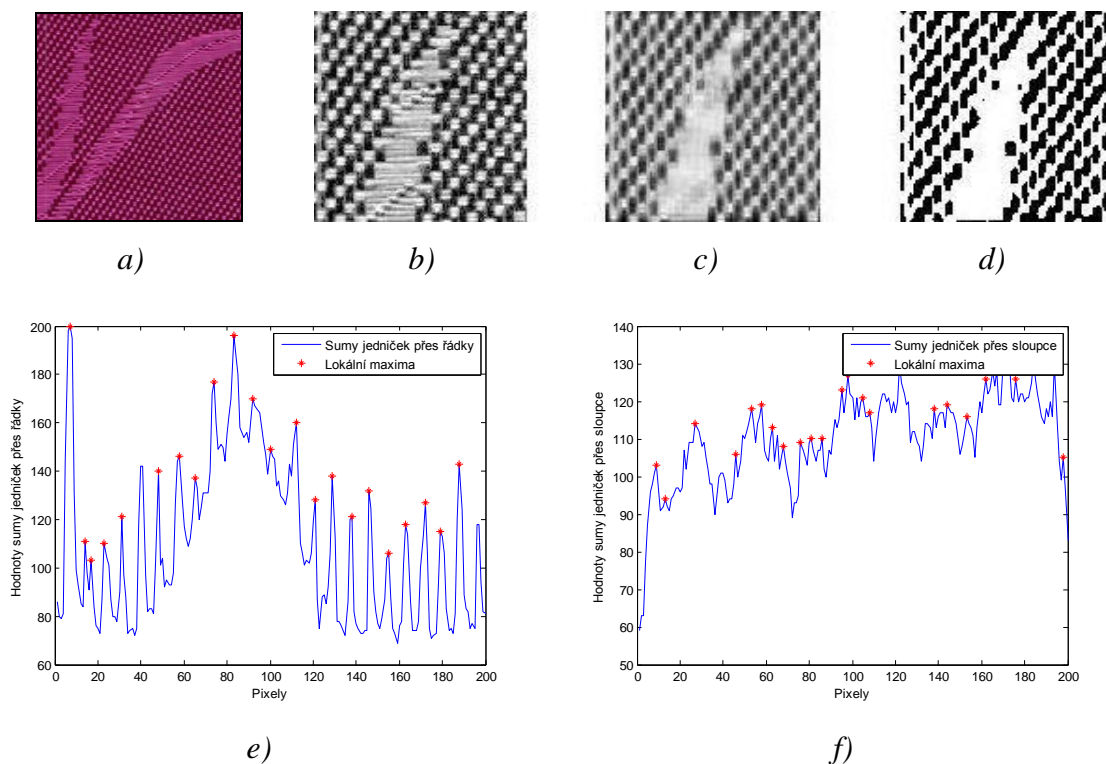 a)
b)
c)
d)
200
180
160
140
120
100
80
60
0
20
40
60
80
100
120
140
160
180
200
Hodnoty sumy jedniček přes řádky
Pixely
Sumy jedniček přes řádky
Lokální maxima
140
130
120
110
100
90
80
70
60
50
0
20
40
60
80
100
120
140
160
180
200
Hodnoty sumy jedniček přes sloupce
Pixely
Sumy jedniček přes sloupce
Lokální maxima
e)
f)